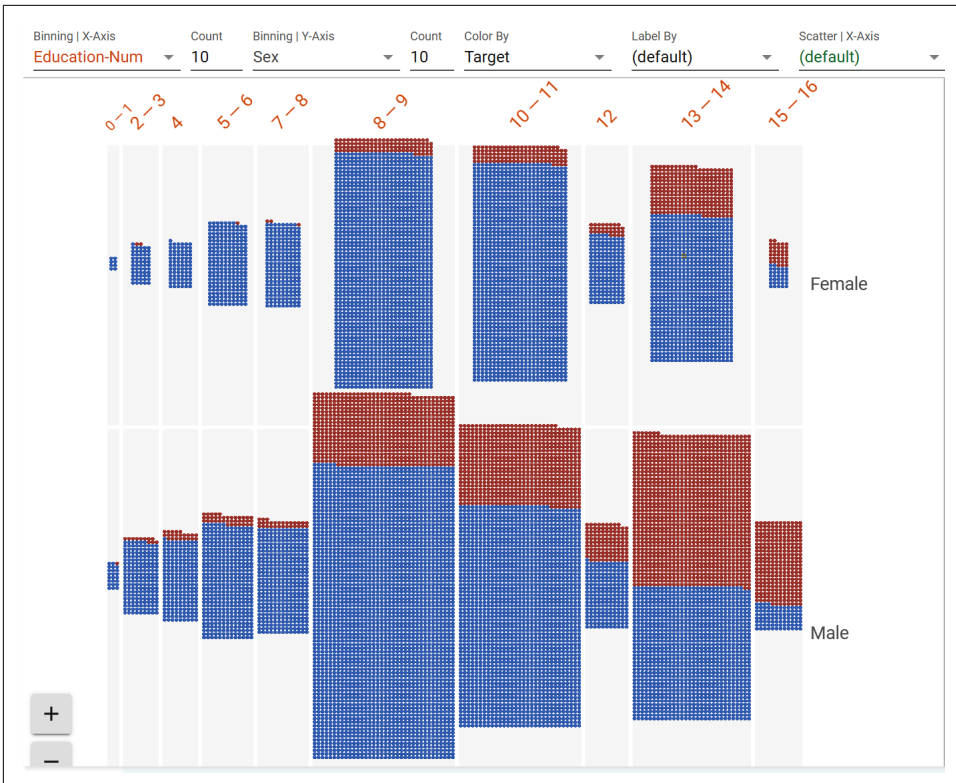 Binning | X-Axis
Education-Num
Count
10
Binning | Y-Axis
Sex
Count
10
Color By
Target
Label By
(default)
Scatter | X-Axis
(default)
0 – 1
2 – 3
4
5 – 6
7 – 8
8 – 9
10 – 11
12
13 – 14
15 – 16
Female
Male
+
−